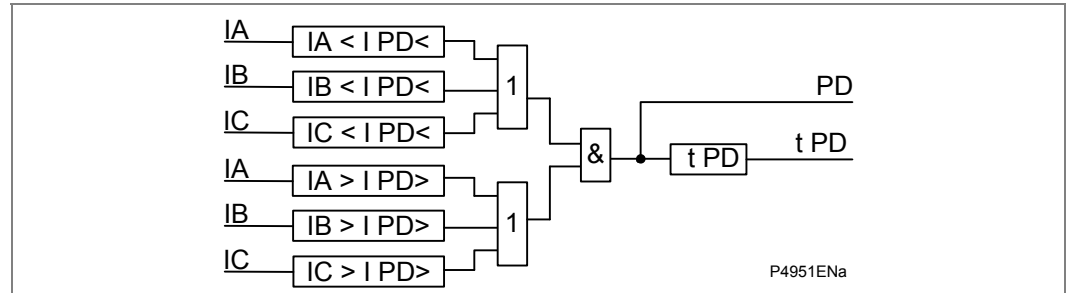 IA IA < I PD<
IB IB < I PD<
IC IC < I PD<
1
IA IA > I PD>
IB IB > I PD>
IC IC > I PD>
1
&
PD
t PD t PD
P4951ENa